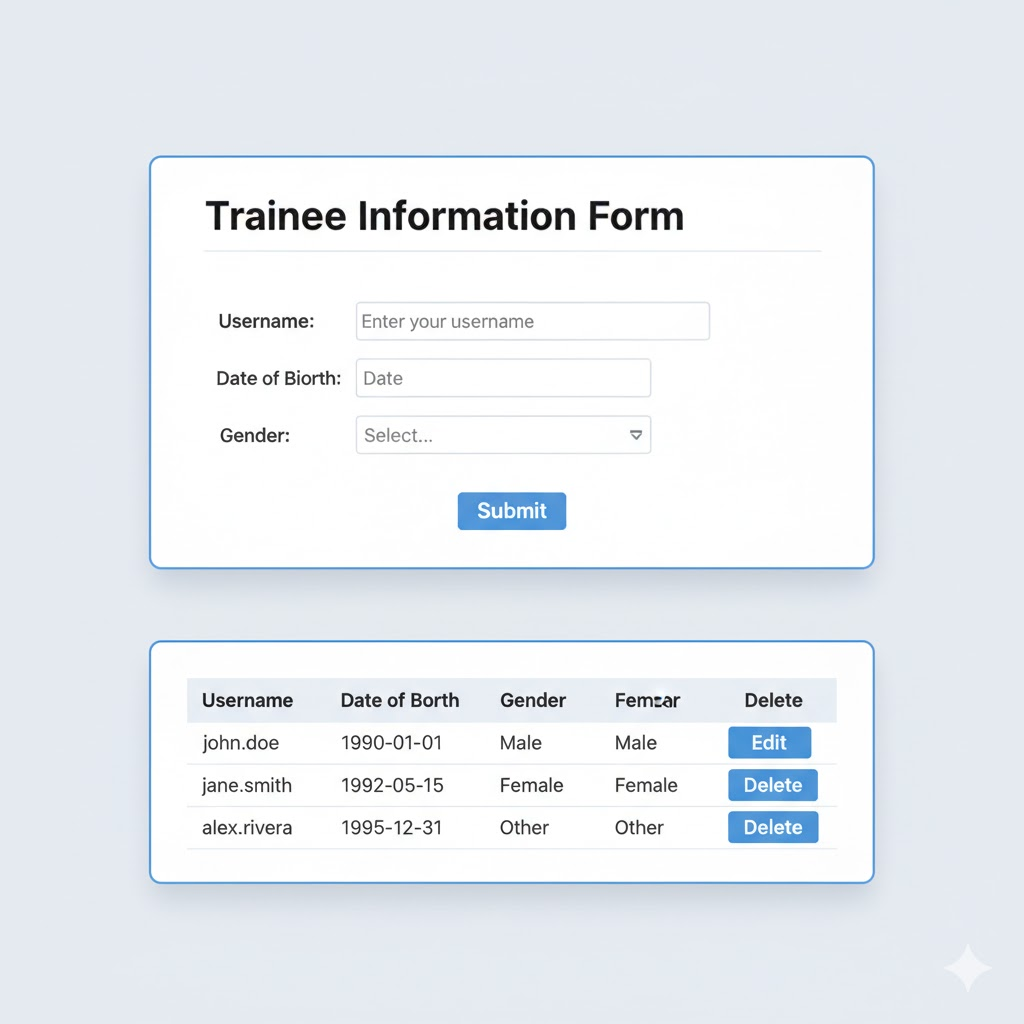 Trainee Information Form
Username: Enter your username
Date of Biorth: Date
Gender: Select...
Submit
Username Date of Borth Gender Delete
john.doe 1990-01-01 Male Male Edit
jane.smith 1992-05-15 Female Female Delete
alex.rivera 1995-12-31 Other Other Delete